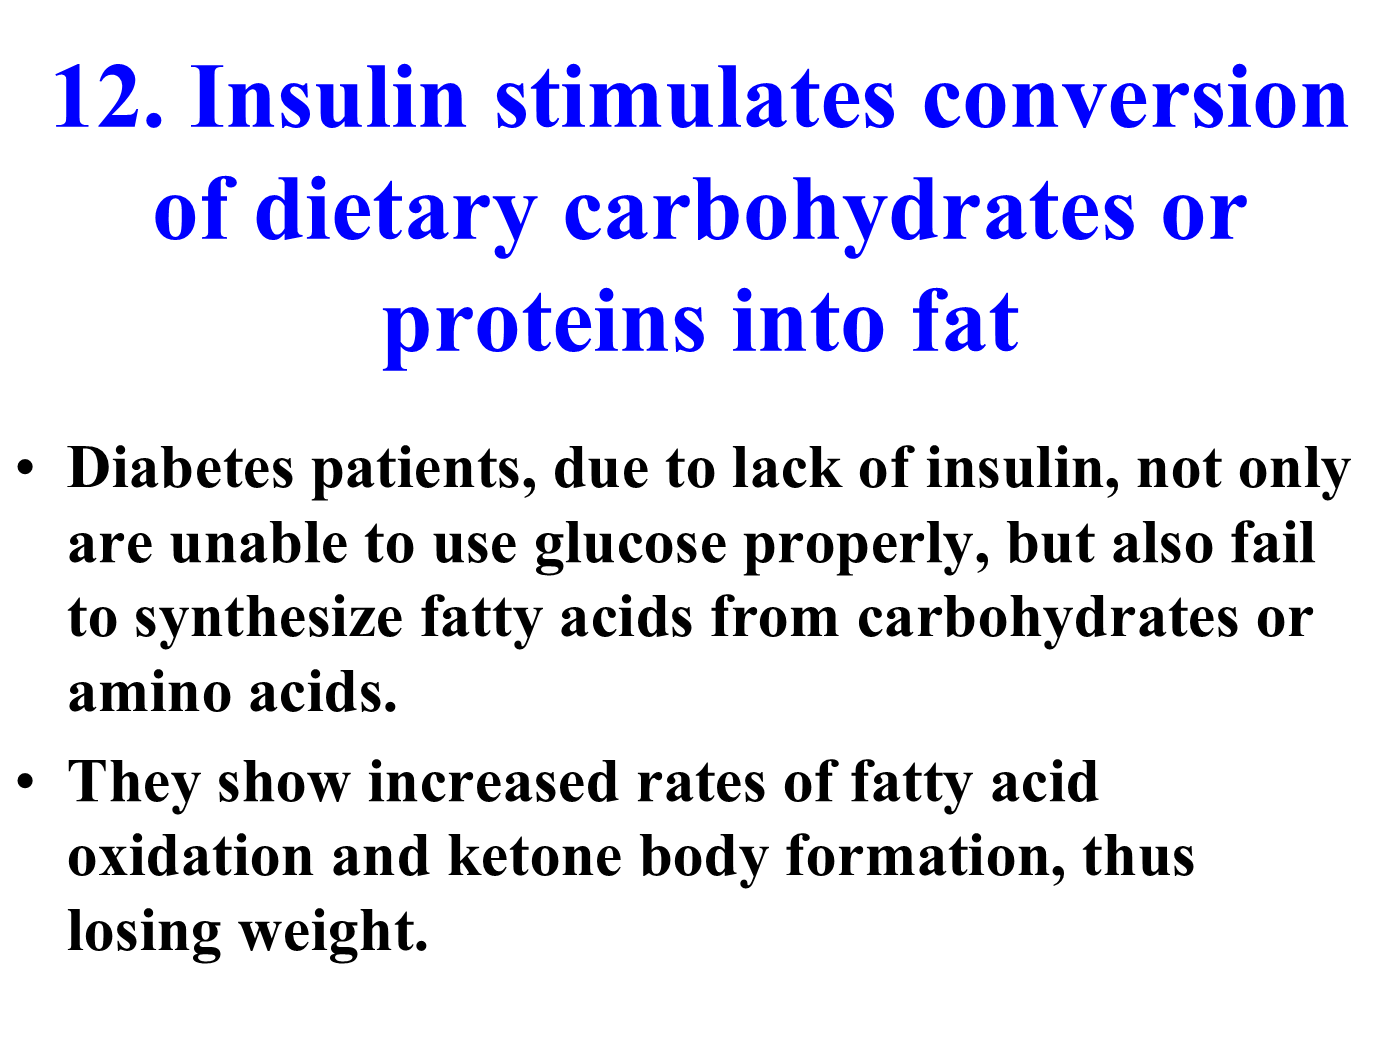 12. Insulin stimulates conversion
of dietary carbohydrates or
proteins into fat
• Diabetes patients, due to lack of insulin, not only
are unable to use glucose properly, but also fail
to synthesize fatty acids from carbohydrates or
amino acids.
• They show increased rates of fatty acid
oxidation and ketone body formation, thus
losing weight.